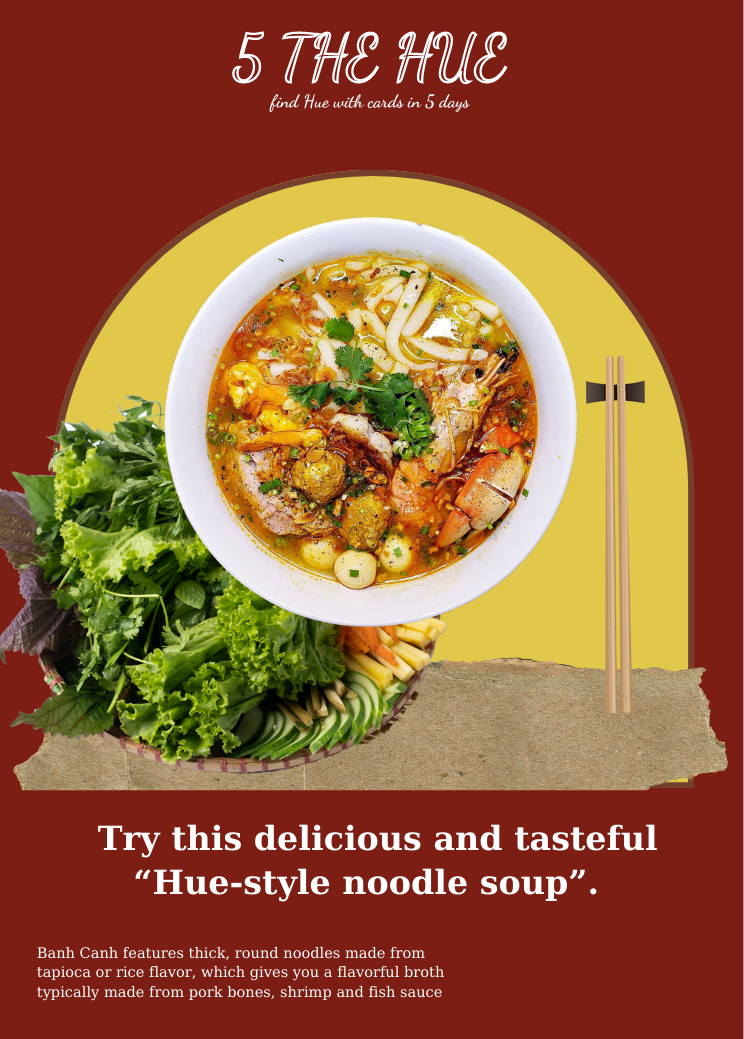 5 THE HUE
find Hue with cards in 5 days
Try this delicious and tasteful
“Hue-style noodle soup”.
Banh Canh features thick, round noodles made from
tapioca or rice flavor, which gives you a flavorful broth
typically made from pork bones, shrimp and fish sauce